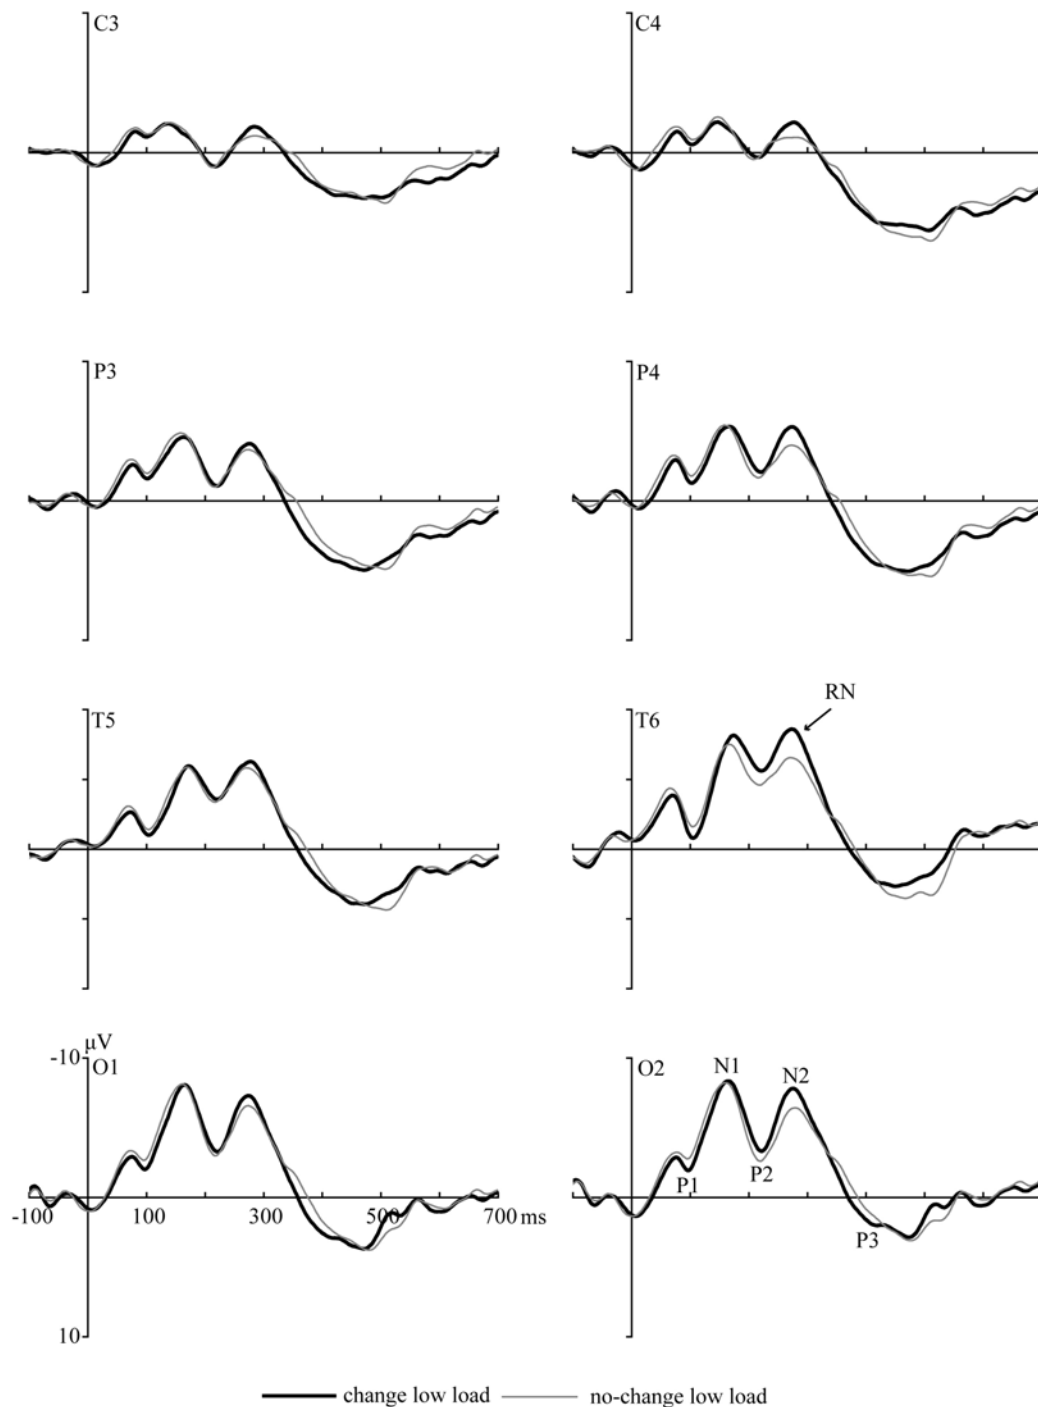 C3
C4
P3
P4
RN
T5
T6
µV
-10
O1
O2
N1
N2
P1
P2
P3
-100
100
300
500
700 ms
10
change low load
no-change low load